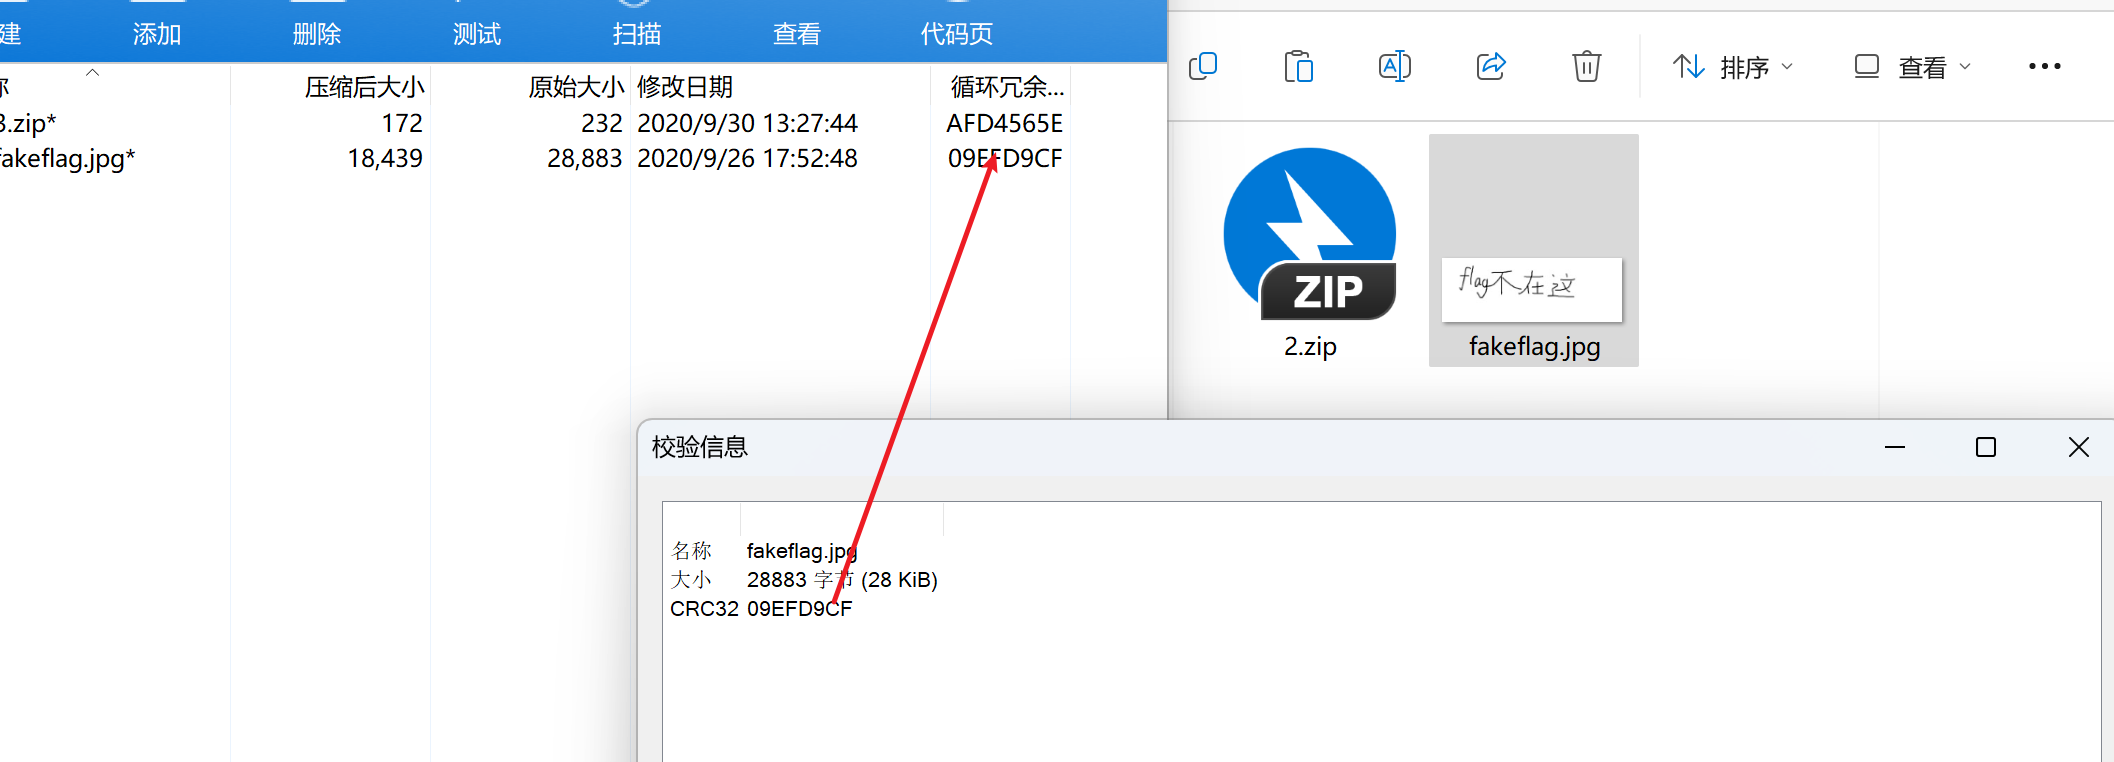 建 添加 删除 测试 扫描 查看 代码页
压缩后大小 原始大小 修改日期 循环冗余...
3.zip* 172 232 2020/9/30 13:27:44 AFD4565E
akeflag.jpg* 18,439 28,883 2020/9/26 17:52:48 09EFD9CF
排序 查看
ZIP
flag不在这
2.zip fakeflag.jpg
校验信息
名称 fakeflag.jpg
大小 28883 字节 (28 KiB)
CRC32 09EFD9CF